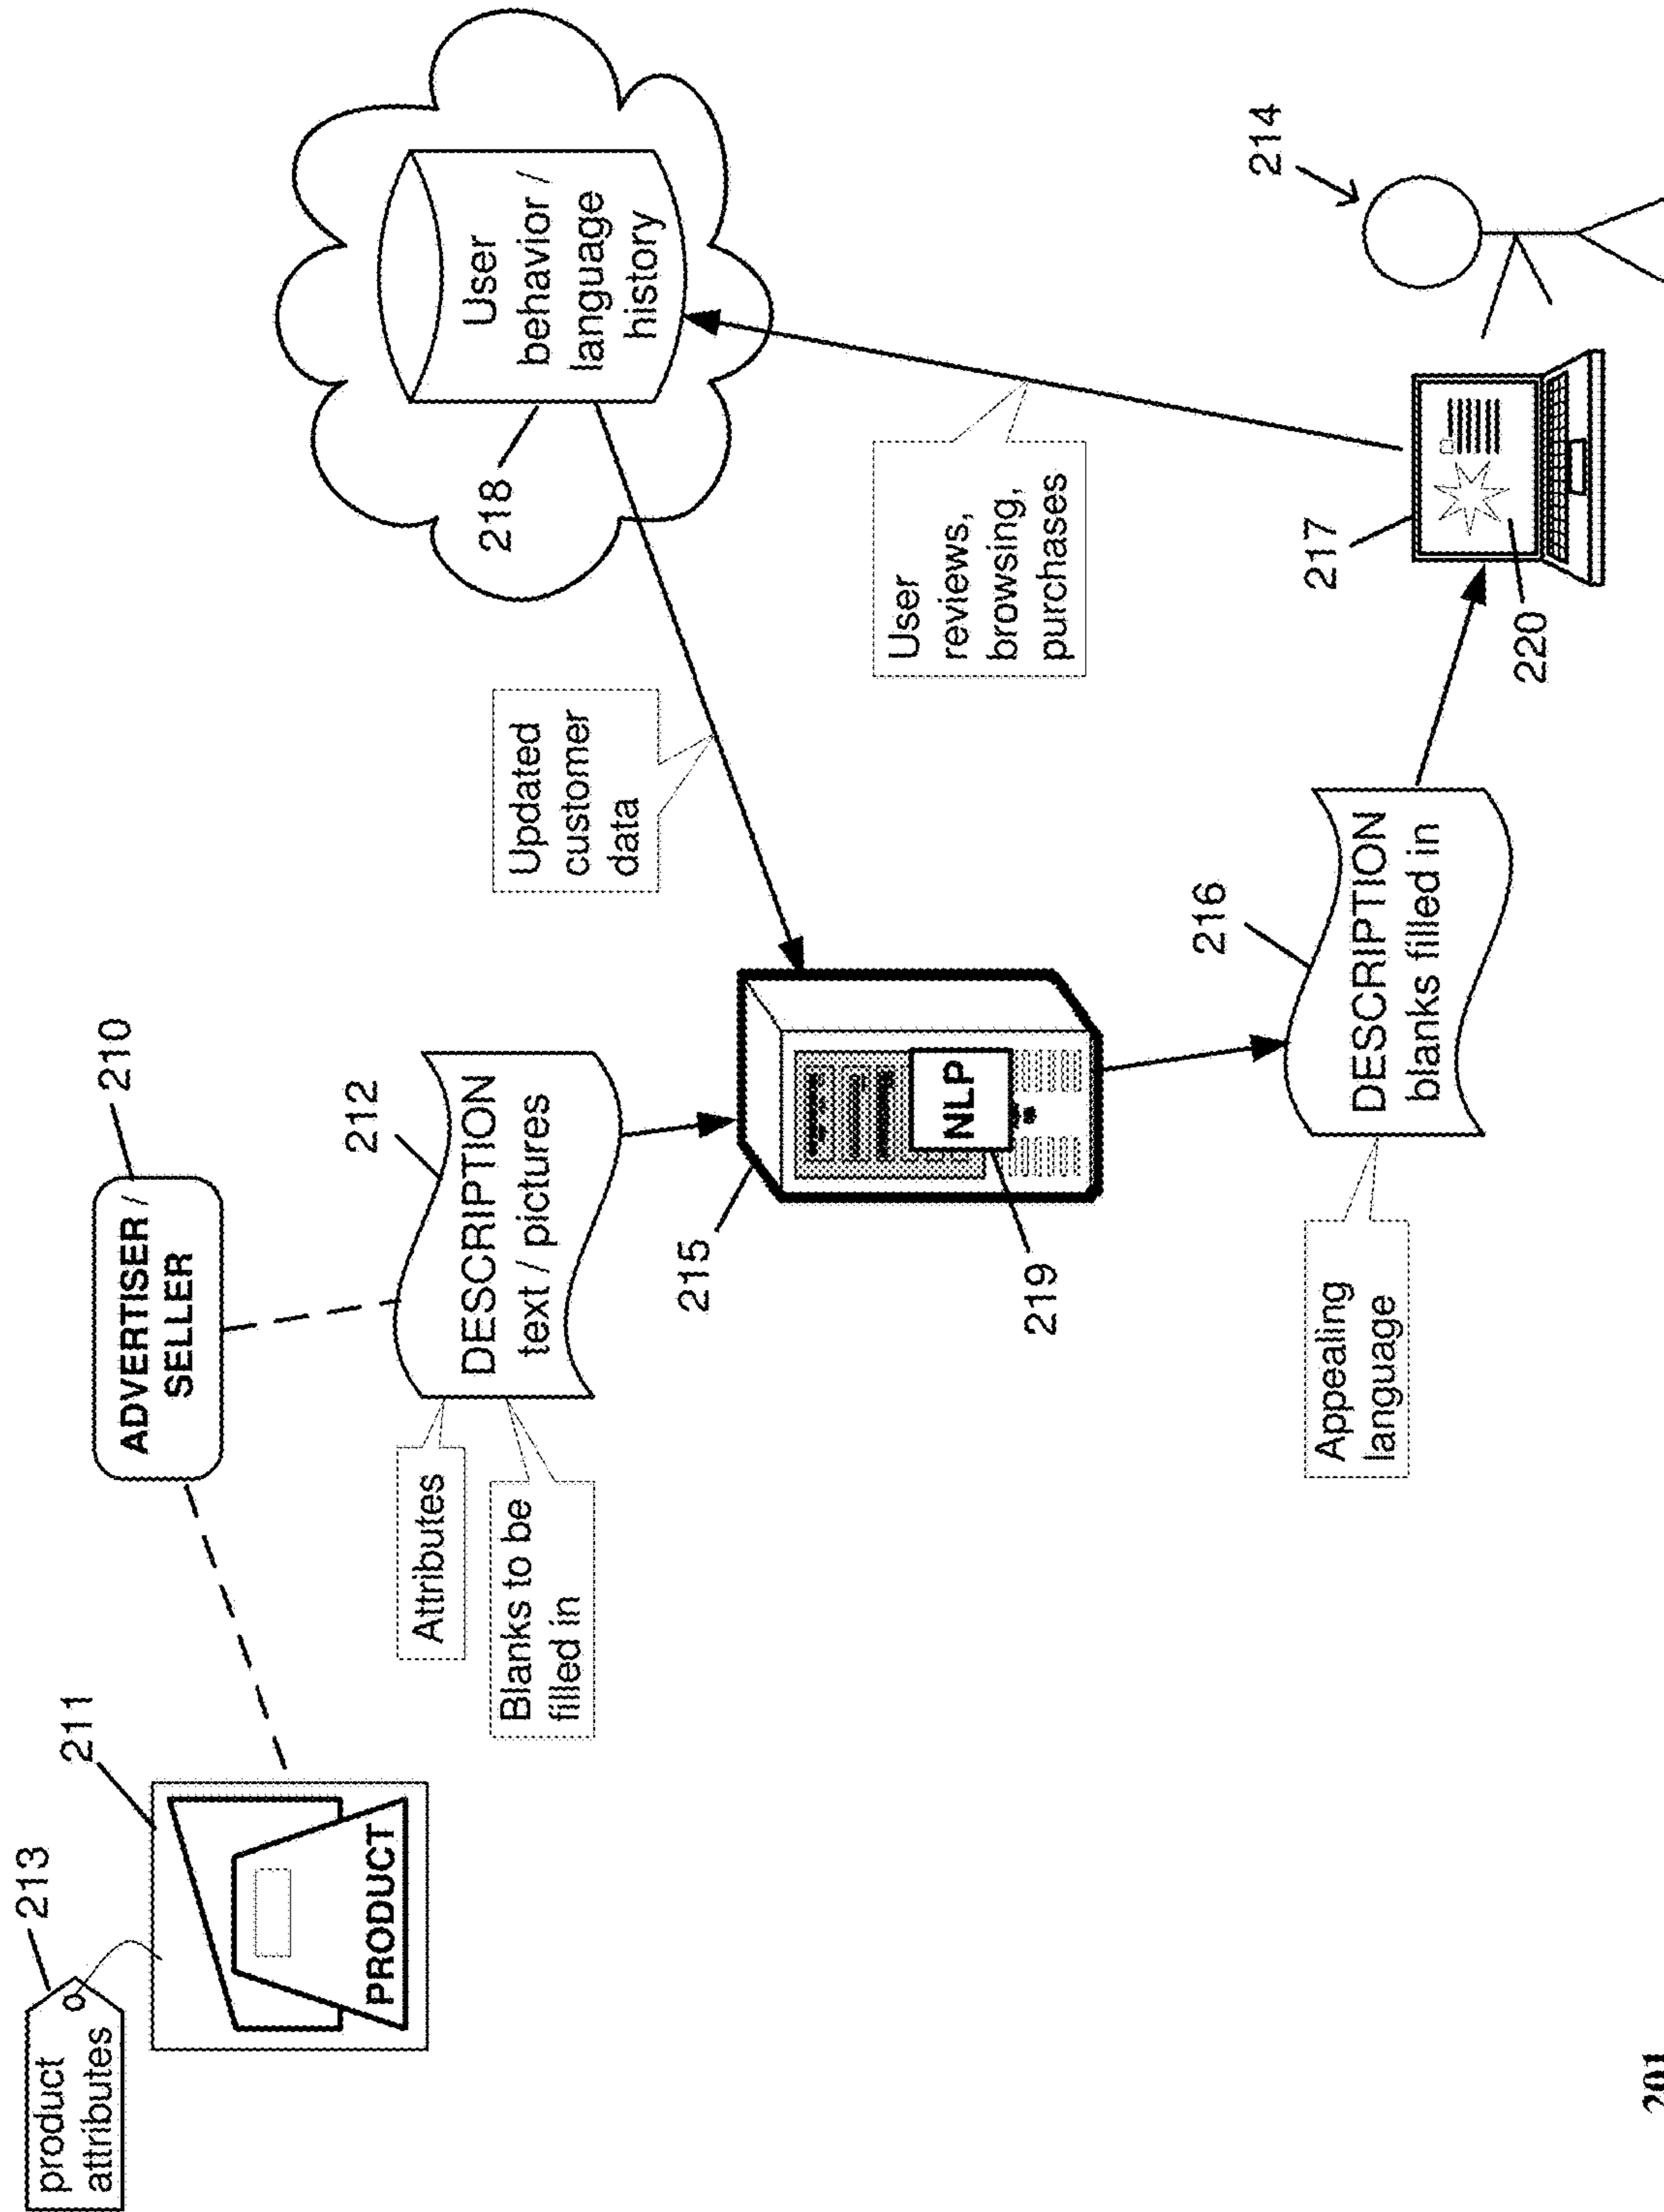 product
attributes
213
211
PRODUCT
ADVERTISER /
SELLER
210
Attributes
Blanks to be
filled in
DESCRIPTION
text / pictures
212
215
NLP
219
Updated
customer
data
218
User
behavior /
language
history
User
reviews,
browsing,
purchases
Appealing
language
DESCRIPTION
blanks filled in
216
217
220
214
201